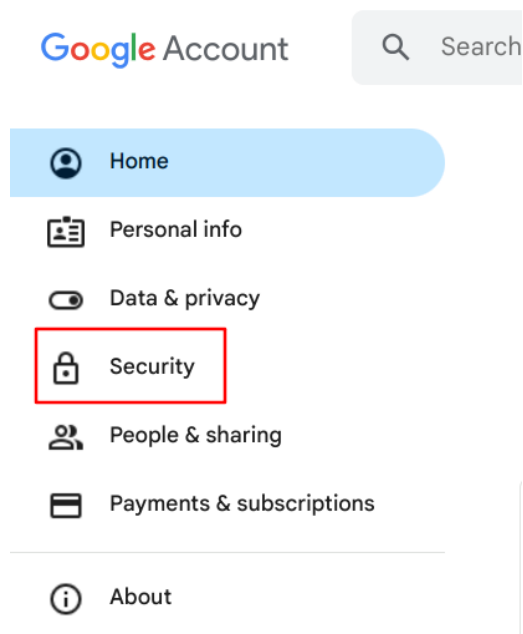 Google Account
Search
Home
Personal info
Data & privacy
Security
People & sharing
Payments & subscriptions
About